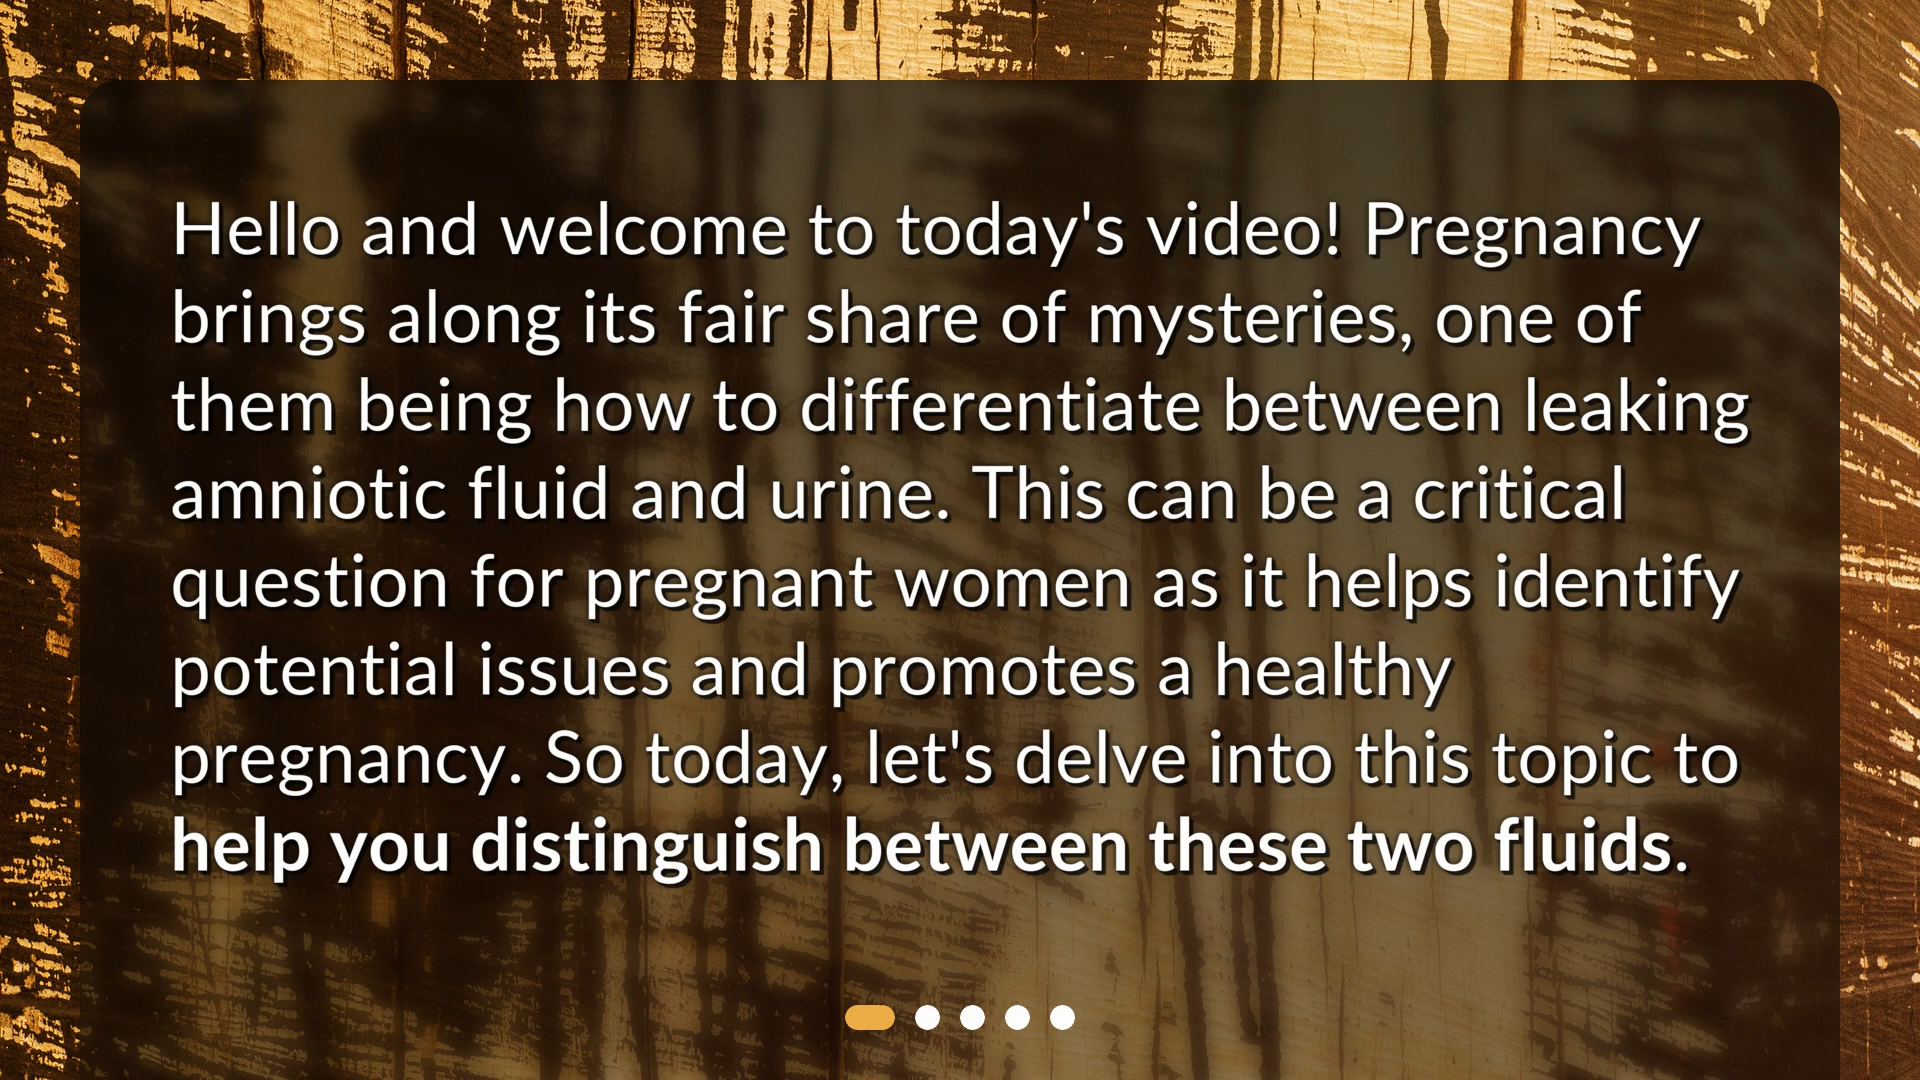 Hello and welcome to today's video! Pregnancy
brings along its fair share of mysteries, one of
them being how to differentiate between leaking
amniotic fluid and urine. This can be a critical
question for pregnant women as it helps identify
potential issues and promotes a healthy
pregnancy. So today, let's delve into this topic to
help you distinguish between these two fluids.